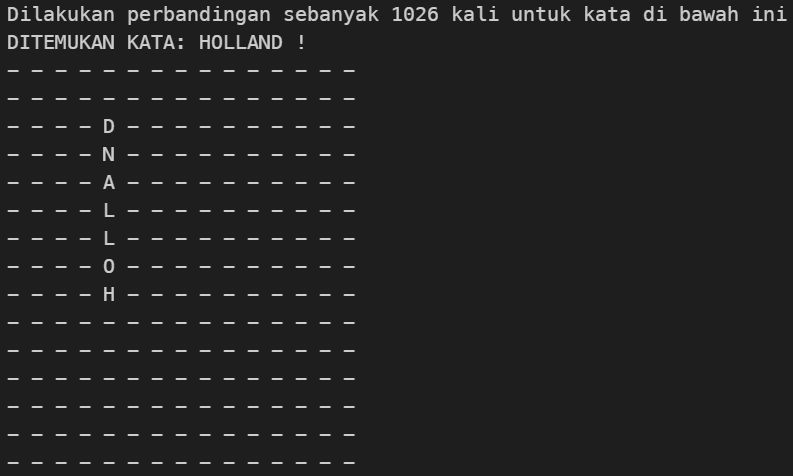 Dilakukan perbandingan sebanyak 1026 kali untuk kata di bawah ini
DITEMUKAN KATA: HOLLAND !
- - - - - - - - - - - - - - -
- - - - - - - - - - - - - - -
- - - - D - - - - - - - - - -
- - - - N - - - - - - - - - -
- - - - A - - - - - - - - - -
- - - - L - - - - - - - - - -
- - - - L - - - - - - - - - -
- - - - O - - - - - - - - - -
- - - - H - - - - - - - - - -
- - - - - - - - - - - - - - -
- - - - - - - - - - - - - - -
- - - - - - - - - - - - - - -
- - - - - - - - - - - - - - -
- - - - - - - - - - - - - - -
- - - - - - - - - - - - - - -